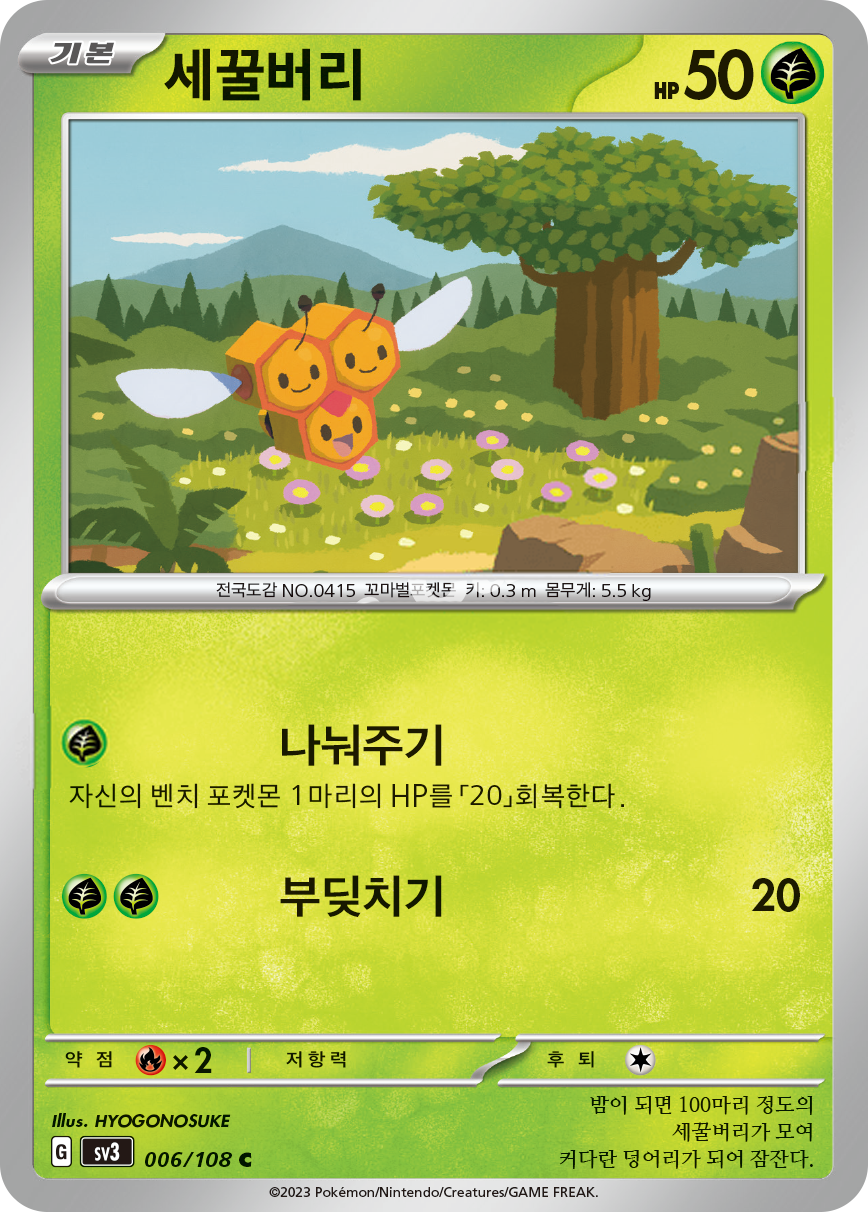 기본
세꿀버리
HP 50
전국도감 NO.0415 꼬마벌포켓몬 키: 0.3 m 몸무게: 5.5 kg
나눠주기
자신의 벤치 포켓몬 1마리의 HP를 「20」회복한다.
부딪치기 20
약점 ×2 저항력 후퇴
Illus. HYOGONOSUKE
밤이 되면 100마리 정도의
세꿀버리가 모여
커다란 덩어리가 되어 잠잔다.
G sv3 006/108 C
©2023 Pokémon/Nintendo/Creatures/GAME FREAK.